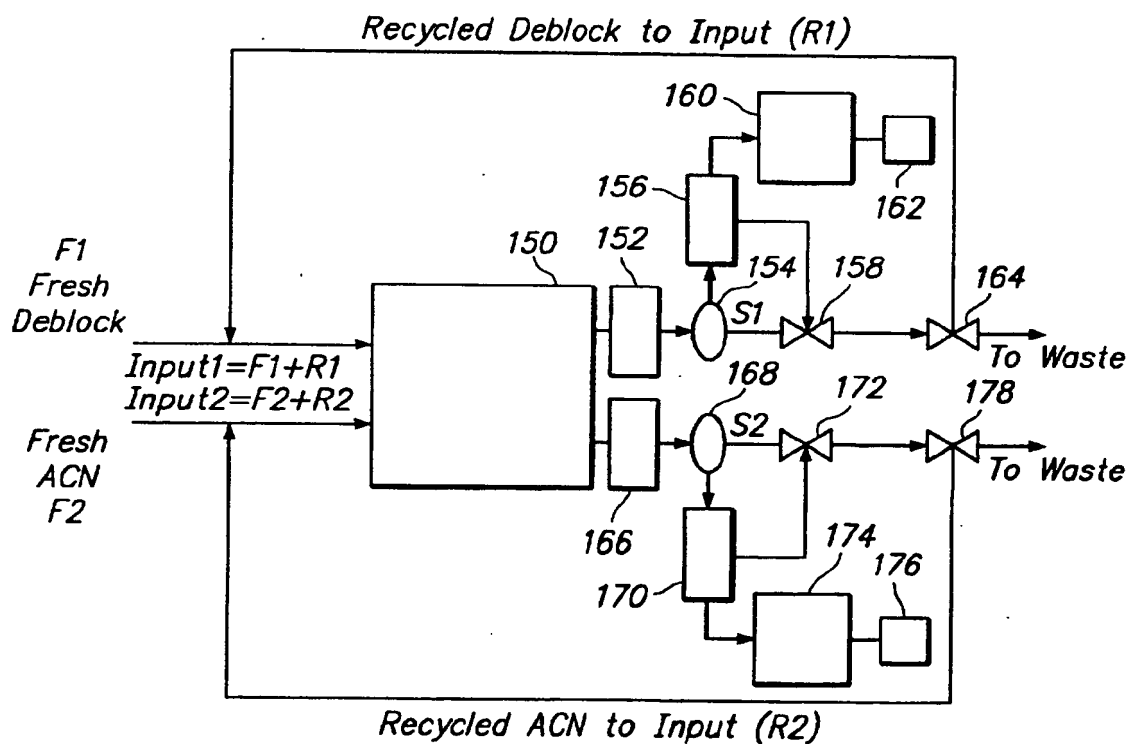 Recycled Deblock to Input (R1)
160
156
162
152
150
154
158
164
F1
Fresh
Deblock
S1
To Waste
Input1=F1+R1
Input2=F2+R2
168
172
178
S2
To Waste
Fresh
ACN
F2
166
174
176
170
Recycled ACN to Input (R2)